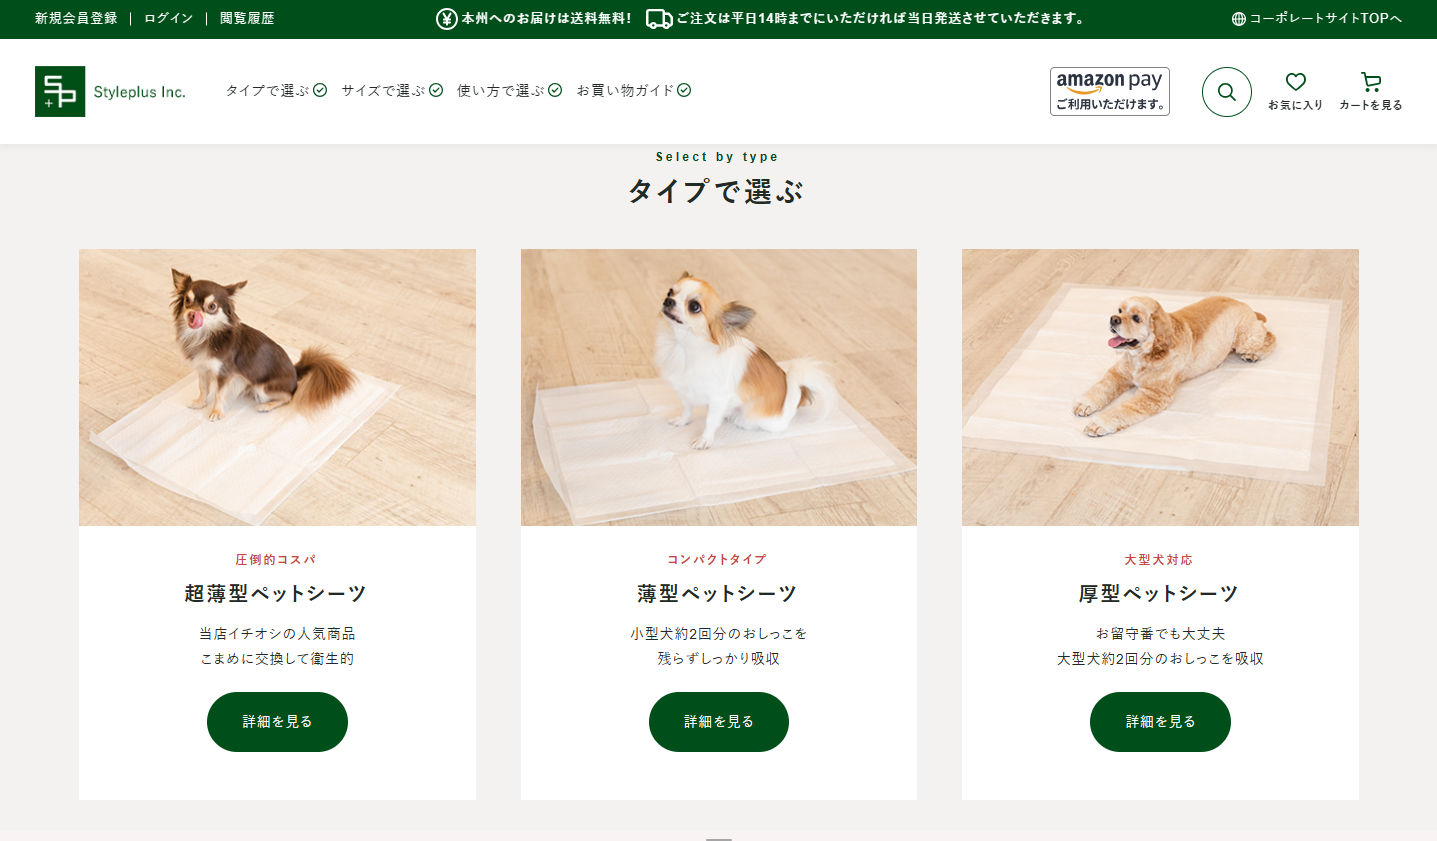 新規会員登録
ログイン
閲覧履歴
本州へのお届けは送料無料!
ご注文は平日14時までにいただければ当日発送させていただきます。
コーポレートサイトTOPへ
SP+
Styleplus Inc.
タイプで選ぶ
サイズで選ぶ
使い方で選ぶ
お買い物ガイド
amazon pay
ご利用いただけます。
お気に入り
カートを見る
Select by type
タイプで選ぶ
圧倒的コスパ
超薄型ペットシーツ
当店イチオシの人気商品
こまめに交換して衛生的
詳細を見る
コンパクトタイプ
薄型ペットシーツ
小型犬約2回分のおしっこを
残らずしっかり吸収
詳細を見る
大型犬対応
厚型ペットシーツ
お留守番でも大丈夫
大型犬約2回分のおしっこを吸収
詳細を見る